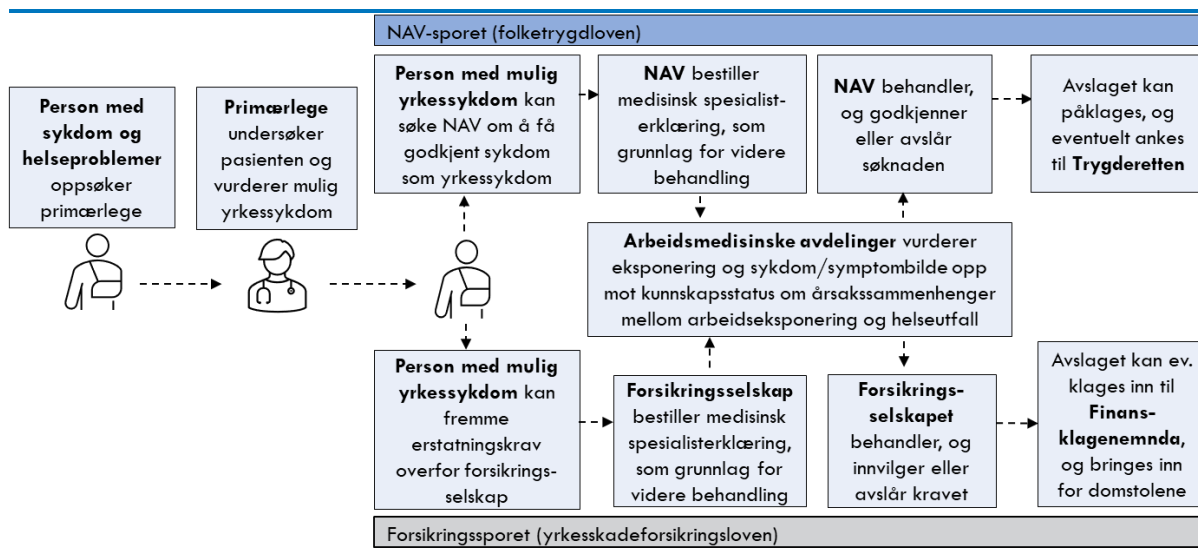 NAV-sporet (folketrygdloven)
Person med
sykdom og
helseproblemer
oppsøker
primærlege
Primærlege
undersøker
pasienten og
vurderer mulig
yrkessykdom
Person med mulig
yrkessykdom kan
søke NAV om å få
godkjent sykdom
som yrkessykdom
NAV bestiller
medisinsk spesialist-
erklæring, som
grunnlag for videre
behandling
NAV behandler,
og godkjenner
eller avslår
søknaden
Avslaget kan
påklages, og
eventuelt ankes
til Trygderetten
Arbeidsmedisinske avdelinger vurderer
eksponering og sykdom/symptombilde opp
mot kunnskapsstatus om årsakssammenhenger
mellom arbeidseksponering og helseutfall
Person med mulig
yrkessykdom kan
fremme
erstatningskrav
overfor forsikrings-
selskap
Forsikringsselskap
bestiller medisinsk
spesialisterklæring,
som grunnlag for
videre behandling
Forsikrings-
selskapet
behandler, og
innvilger eller
avslår kravet
Avslaget kan ev.
klages inn til
Finans-
klagenemnda,
og bringes inn
for domstolene
Forsikringssporet (yrkesskadeforsikringsloven)